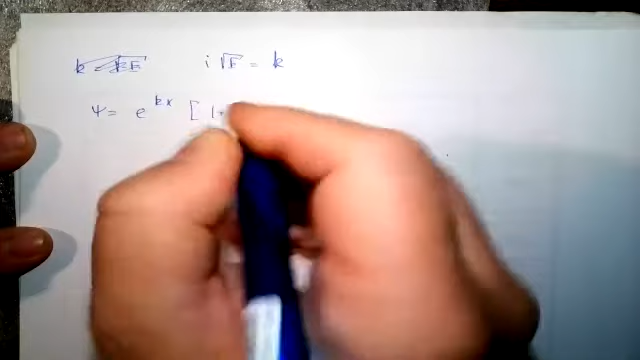 i√E = k
Ψ = e^{kx} [ 1+